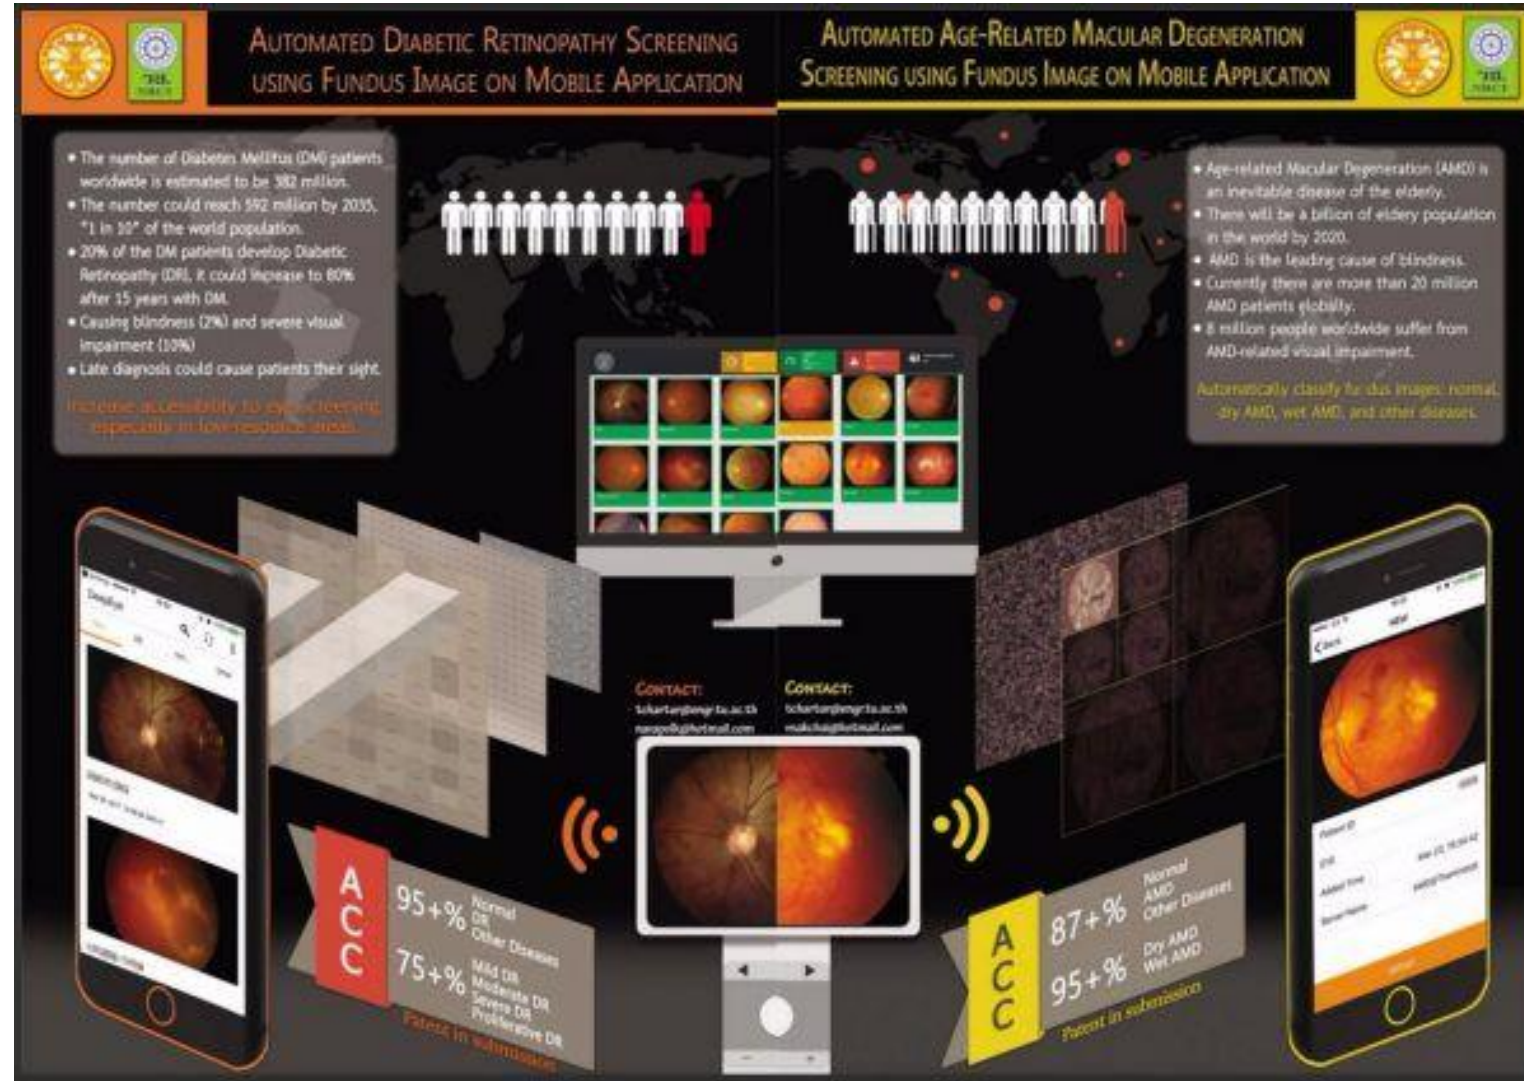 AUTOMATED DIABETIC RETINOPATHY SCREENING
USING FUNDUS IMAGE ON MOBILE APPLICATION
• The number of Diabetes Mellitus (DM) patients
worldwide is estimated to be 382 million.
• The number could reach 592 million by 2035,
"1 in 10" of the world population.
• 20% of the DM patients develop Diabetic
Retinopathy (DR), it could increase to 80%
after 15 years with DM.
• Causing blindness (2%) and severe visual
impairment (10%)
• Late diagnosis could cause patients their sight.
Increase accessibility to eye screening
especially in low-resource areas.
AUTOMATED AGE-RELATED MACULAR DEGENERATION
SCREENING USING FUNDUS IMAGE ON MOBILE APPLICATION
• Age-related Macular Degeneration (AMD) is
an inevitable disease of the elderly.
• There will be a billion of eldery population
in the world by 2020.
• AMD is the leading cause of blindness.
• Currently there are more than 20 million
AMD patients globally.
• 8 million people worldwide suffer from
AMD-related visual impairment.
Automatically classify fundus images: normal,
dry AMD, wet AMD, and other diseases.
DeepEye
CONTACT:
CONTACT:
Back
Patient ID
Added Time
ACC
95+%
Normal
DR
Other Diseases
75+%
Mild DR
Moderate DR
Severe DR
Proliferative DR
Patent in submission
ACC
87+%
Normal
AMD
Other Diseases
95+%
Dry AMD
Wet AMD
Patent in submission